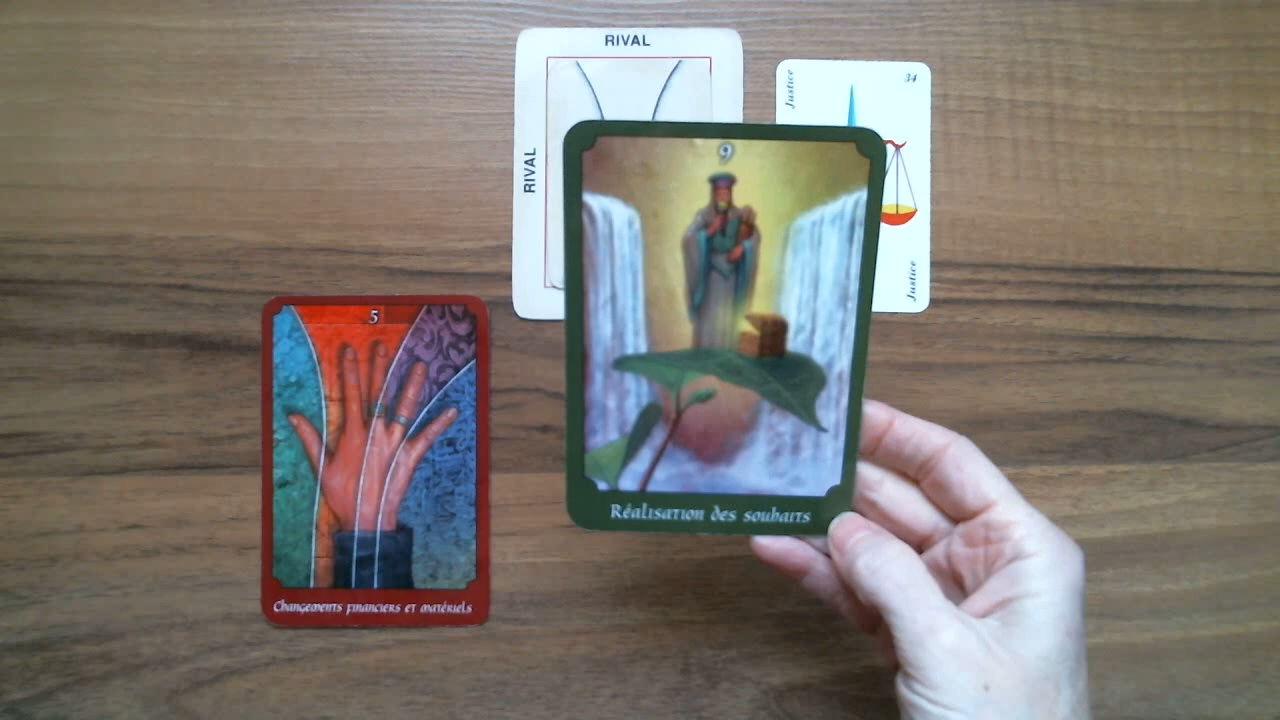 RIVAL
RIVAL
Justice
34
Justice
9
Réalisation des souhaits
5
Changements financiers et matériels